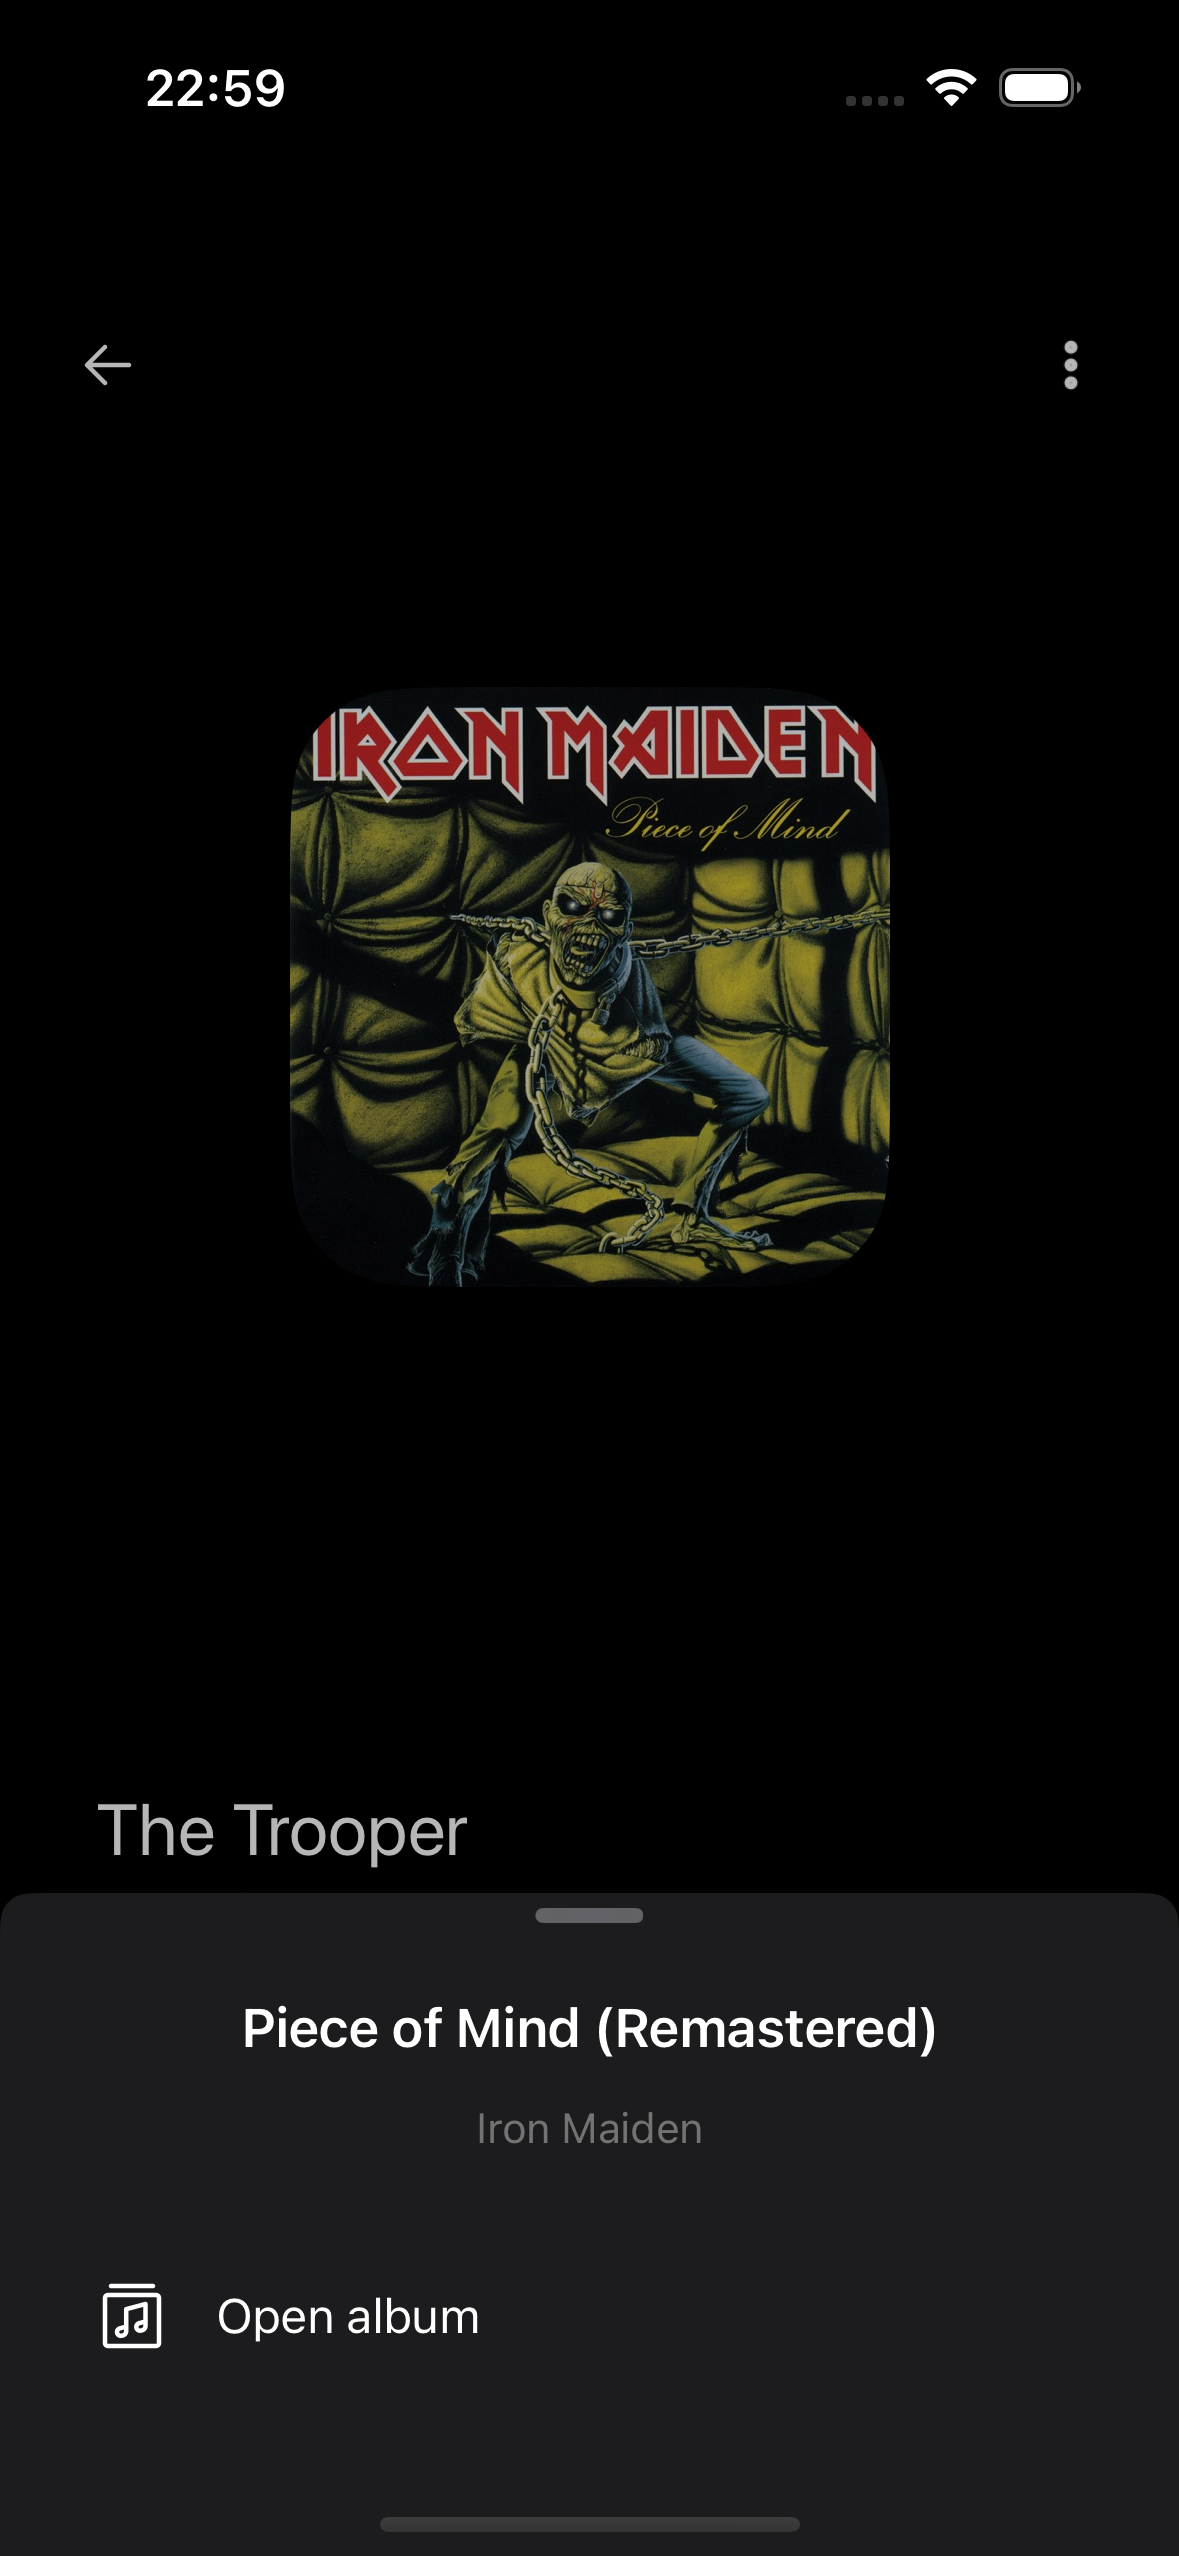 22:59
IRON MAIDEN
Piece of Mind
The Trooper
Piece of Mind (Remastered)
Iron Maiden
Open album